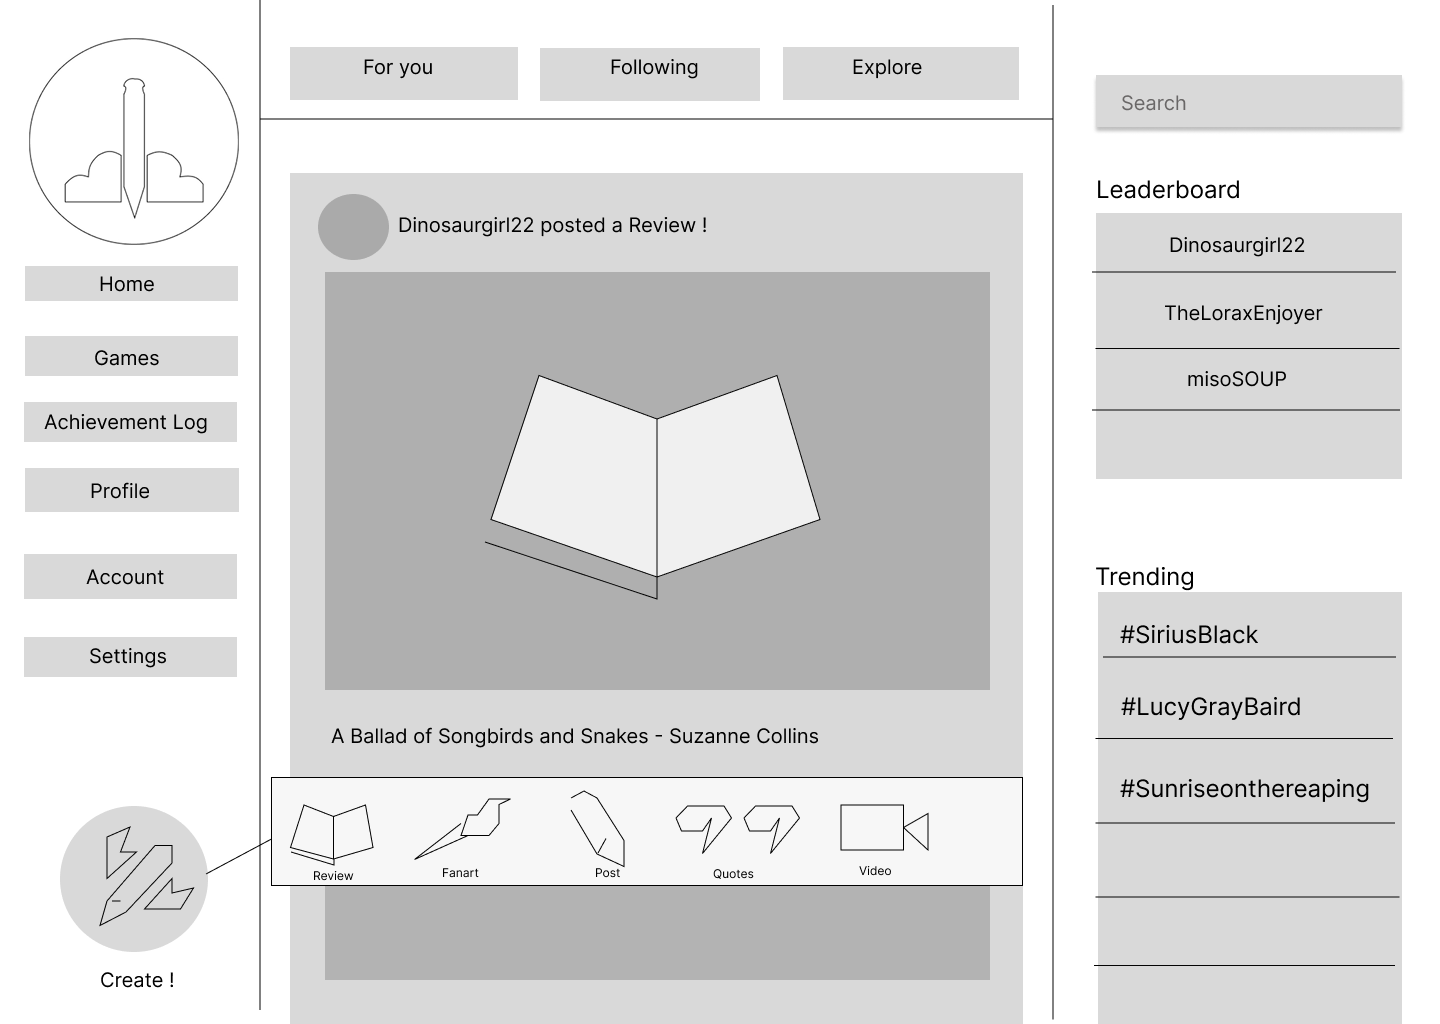 For you
Following
Explore
Search
Home
Games
Achievement Log
Profile
Account
Settings
Create !
Dinosaurgirl22 posted a Review !
A Ballad of Songbirds and Snakes - Suzanne Collins
Review
Fanart
Post
Quotes
Video
Leaderboard
Dinosaurgirl22
TheLoraxEnjoyer
misoSOUP
Trending
#SiriusBlack
#LucyGrayBaird
#Sunriseonthereaping